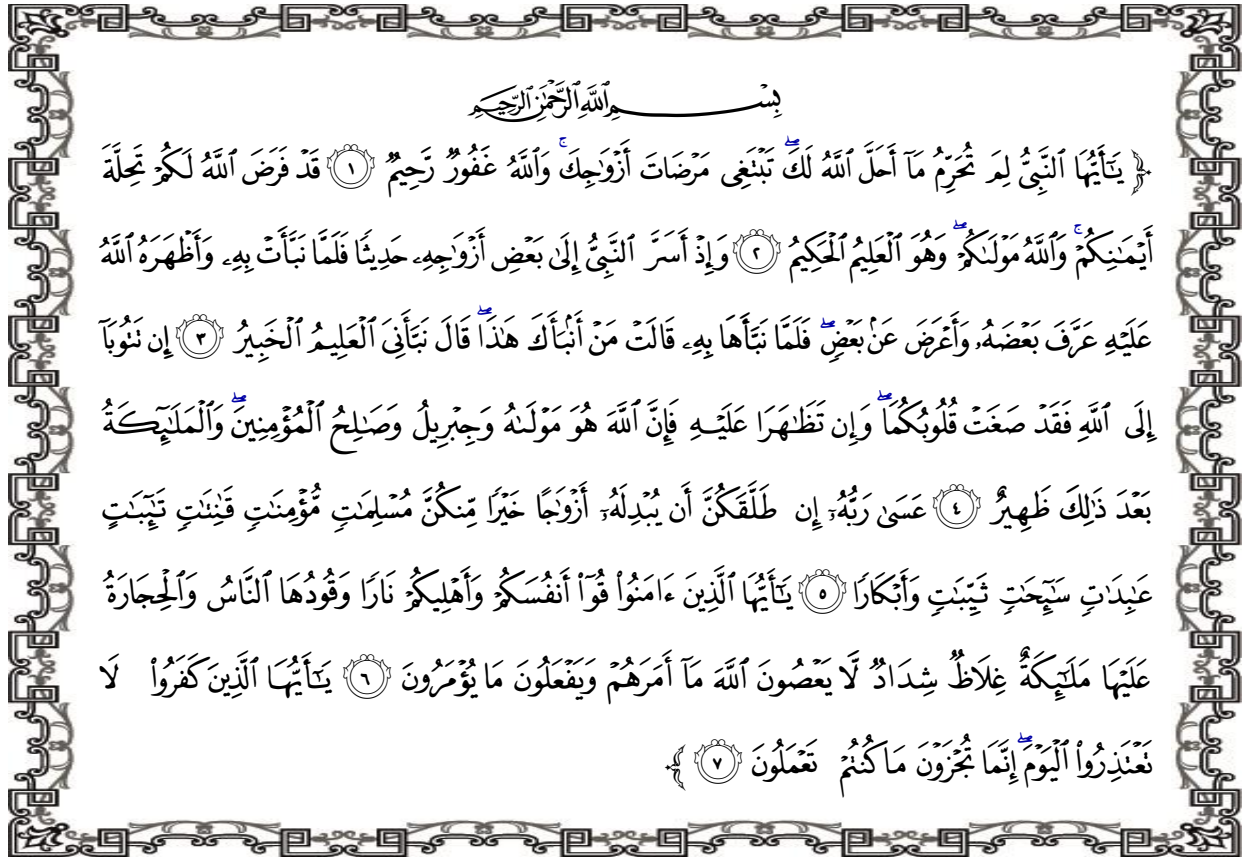 بِسْمِ ٱللَّهِ ٱلرَّحْمَٰنِ ٱلرَّحِيمِ
﴿ يَٰٓأَيُّهَا ٱلنَّبِىُّ لِمَ تُحَرِّمُ مَآ أَحَلَّ ٱللَّهُ لَكَۖ تَبْتَغِى مَرْضَاتَ أَزْوَٰجِكَۚ وَٱللَّهُ غَفُورٌ رَّحِيمٌ ١ قَدْ فَرَضَ ٱللَّهُ لَكُمْ تَحِلَّةَ
أَيْمَٰنِكُمْۚ وَٱللَّهُ مَوْلَىٰكُمْۖ وَهُوَ ٱلْعَلِيمُ ٱلْحَكِيمُ ٢ وَإِذْ أَسَرَّ ٱلنَّبِىُّ إِلَىٰ بَعْضِ أَزْوَٰجِهِۦ حَدِيثًا فَلَمَّا نَبَّأَتْ بِهِۦ وَأَظْهَرَهُ ٱللَّهُ
عَلَيْهِ عَرَّفَ بَعْضَهُۥ وَأَعْرَضَ عَنۢ بَعْضٍۖ فَلَمَّا نَبَّأَهَا بِهِۦ قَالَتْ مَنْ أَنۢبَأَكَ هَٰذَاۖ قَالَ نَبَّأَنِىَ ٱلْعَلِيمُ ٱلْخَبِيرُ ٣ إِن تَتُوبَآ
إِلَى ٱللَّهِ فَقَدْ صَغَتْ قُلُوبُكُمَاۖ وَإِن تَظَٰهَرَا عَلَيْهِ فَإِنَّ ٱللَّهَ هُوَ مَوْلَىٰهُ وَجِبْرِيلُ وَصَٰلِحُ ٱلْمُؤْمِنِينَۖ وَٱلْمَلَٰٓئِكَةُ
بَعْدَ ذَٰلِكَ ظَهِيرٌ ٤ عَسَىٰ رَبُّهُۥٓ إِن طَلَّقَكُنَّ أَن يُبْدِلَهُۥٓ أَزْوَٰجًا خَيْرًا مِّنكُنَّ مُسْلِمَٰتٍ مُّؤْمِنَٰتٍ قَٰنِتَٰتٍ تَٰٓئِبَٰتٍ
عَٰبِدَٰتٍ سَٰٓئِحَٰتٍ ثَيِّبَٰتٍ وَأَبْكَارًا ٥ يَٰٓأَيُّهَا ٱلَّذِينَ ءَامَنُوا۟ قُوٓا۟ أَنفُسَكُمْ وَأَهْلِيكُمْ نَارًا وَقُودُهَا ٱلنَّاسُ وَٱلْحِجَارَةُ
عَلَيْهَا مَلَٰٓئِكَةٌ غِلَاظٌ شِدَادٌ لَّا يَعْصُونَ ٱللَّهَ مَآ أَمَرَهُمْ وَيَفْعَلُونَ مَا يُؤْمَرُونَ ٦ يَٰٓأَيُّهَا ٱلَّذِينَ كَفَرُوا۟ لَا
تَعْتَذِرُوا۟ ٱلْيَوْمَۖ إِنَّمَا تُجْزَوْنَ مَا كُنتُمْ تَعْمَلُونَ ٧ ﴾